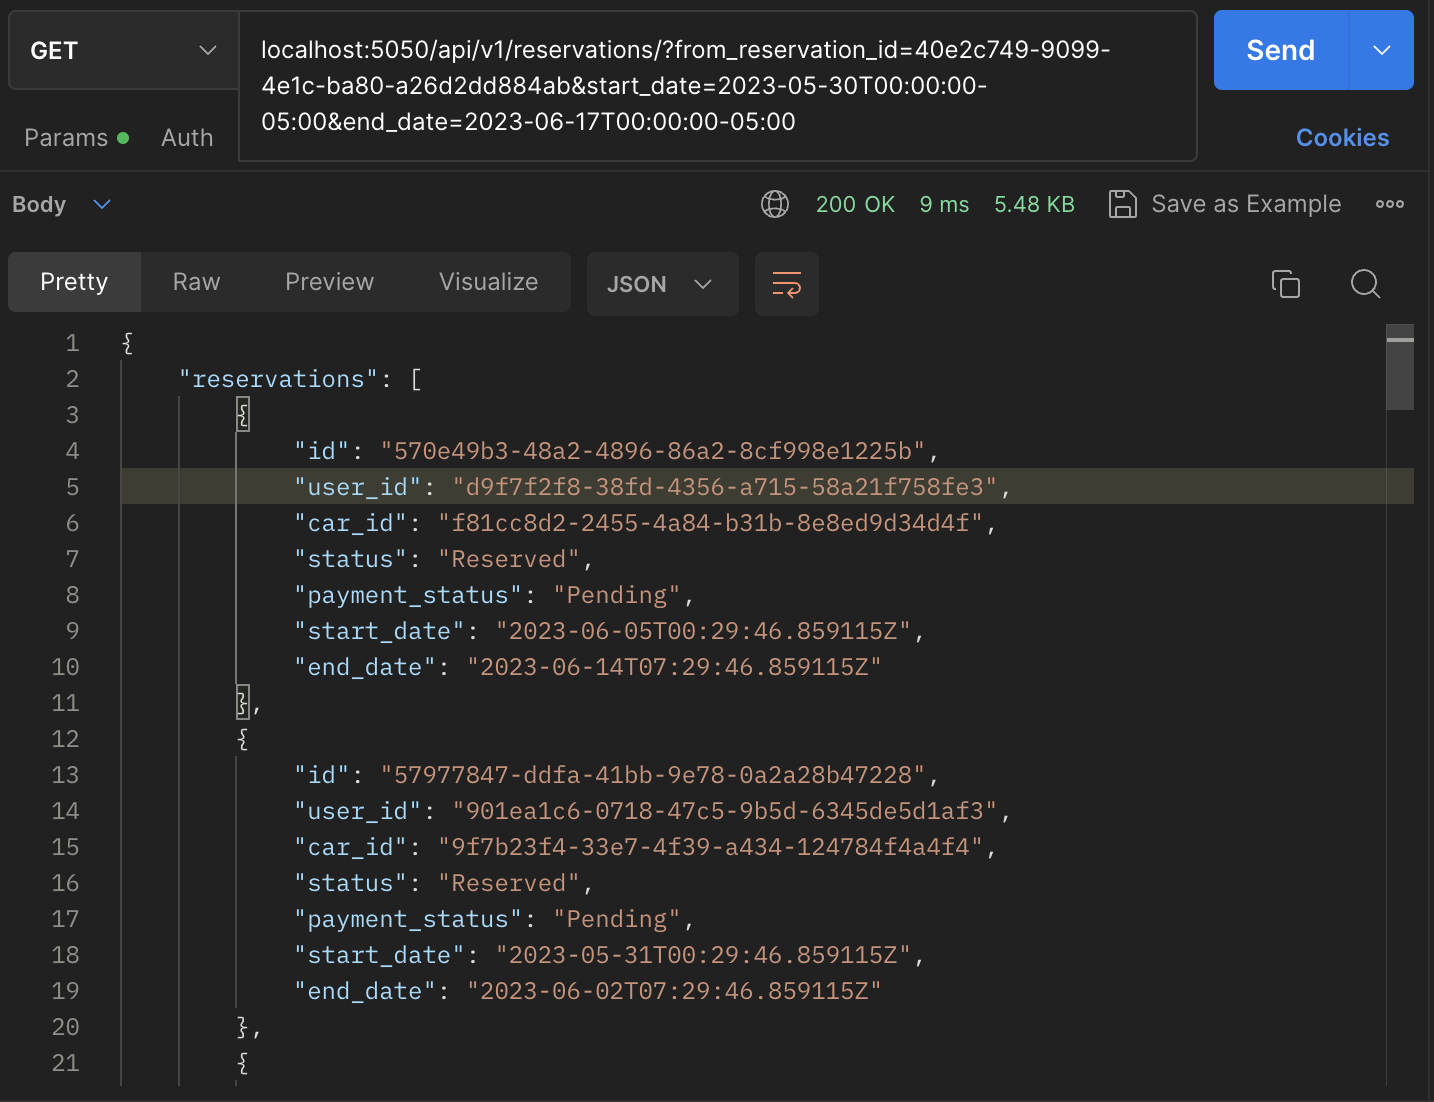 GET
localhost:5050/api/v1/reservations/?from_reservation_id=40e2c749-9099-
4e1c-ba80-a26d2dd884ab&start_date=2023-05-30T00:00:00-
05:00&end_date=2023-06-17T00:00:00-05:00
Send
Params Auth
Cookies
Body
200 OK 9 ms 5.48 KB Save as Example
Pretty Raw Preview Visualize JSON
1 {
2 "reservations": [
3 {
4 "id": "570e49b3-48a2-4896-86a2-8cf998e1225b",
5 "user_id": "d9f7f2f8-38fd-4356-a715-58a21f758fe3",
6 "car_id": "f81cc8d2-2455-4a84-b31b-8e8ed9d34d4f",
7 "status": "Reserved",
8 "payment_status": "Pending",
9 "start_date": "2023-06-05T00:29:46.859115Z",
10 "end_date": "2023-06-14T07:29:46.859115Z"
11 },
12 {
13 "id": "57977847-ddfa-41bb-9e78-0a2a28b47228",
14 "user_id": "901ea1c6-0718-47c5-9b5d-6345de5d1af3",
15 "car_id": "9f7b23f4-33e7-4f39-a434-124784f4a4f4",
16 "status": "Reserved",
17 "payment_status": "Pending",
18 "start_date": "2023-05-31T00:29:46.859115Z",
19 "end_date": "2023-06-02T07:29:46.859115Z"
20 },
21 {